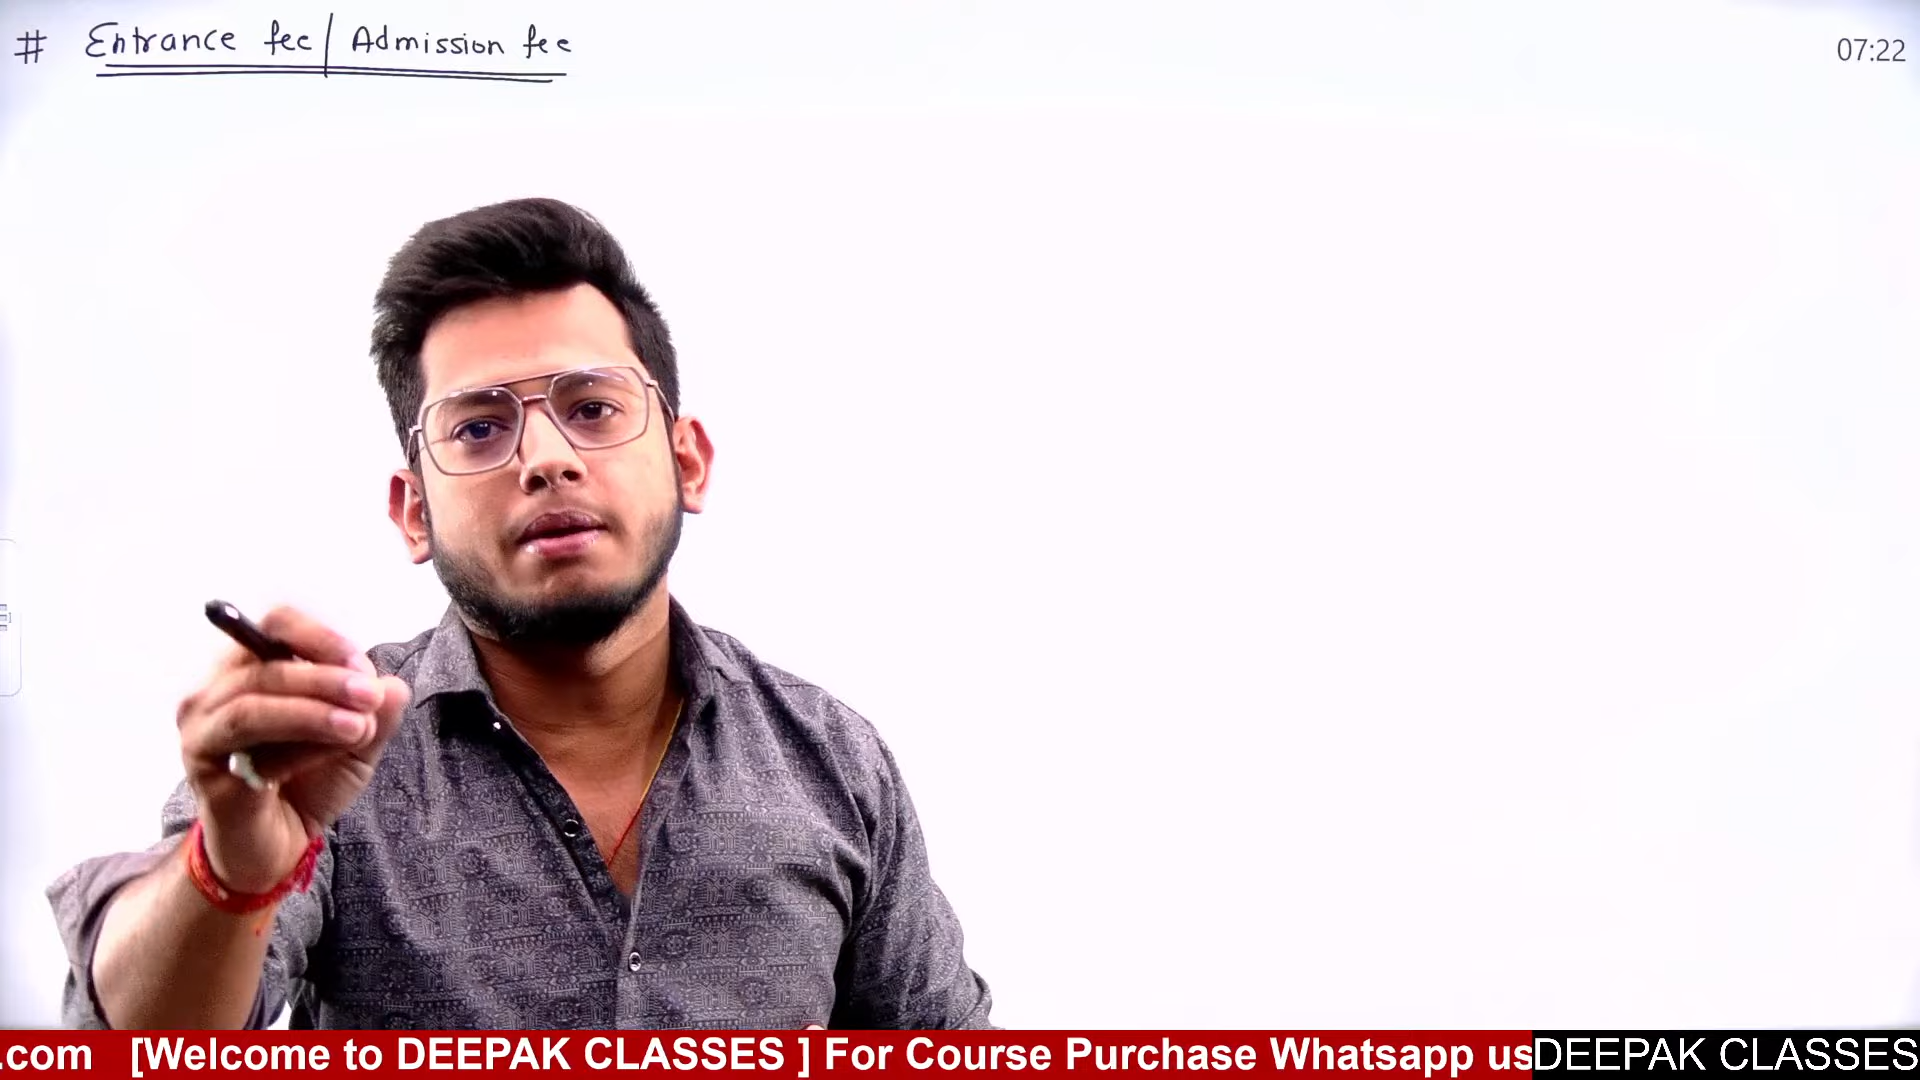 # Entrance fee / Admission fee
07:22
.com [Welcome to DEEPAK CLASSES ] For Course Purchase Whatsapp us
DEEPAK CLASSES